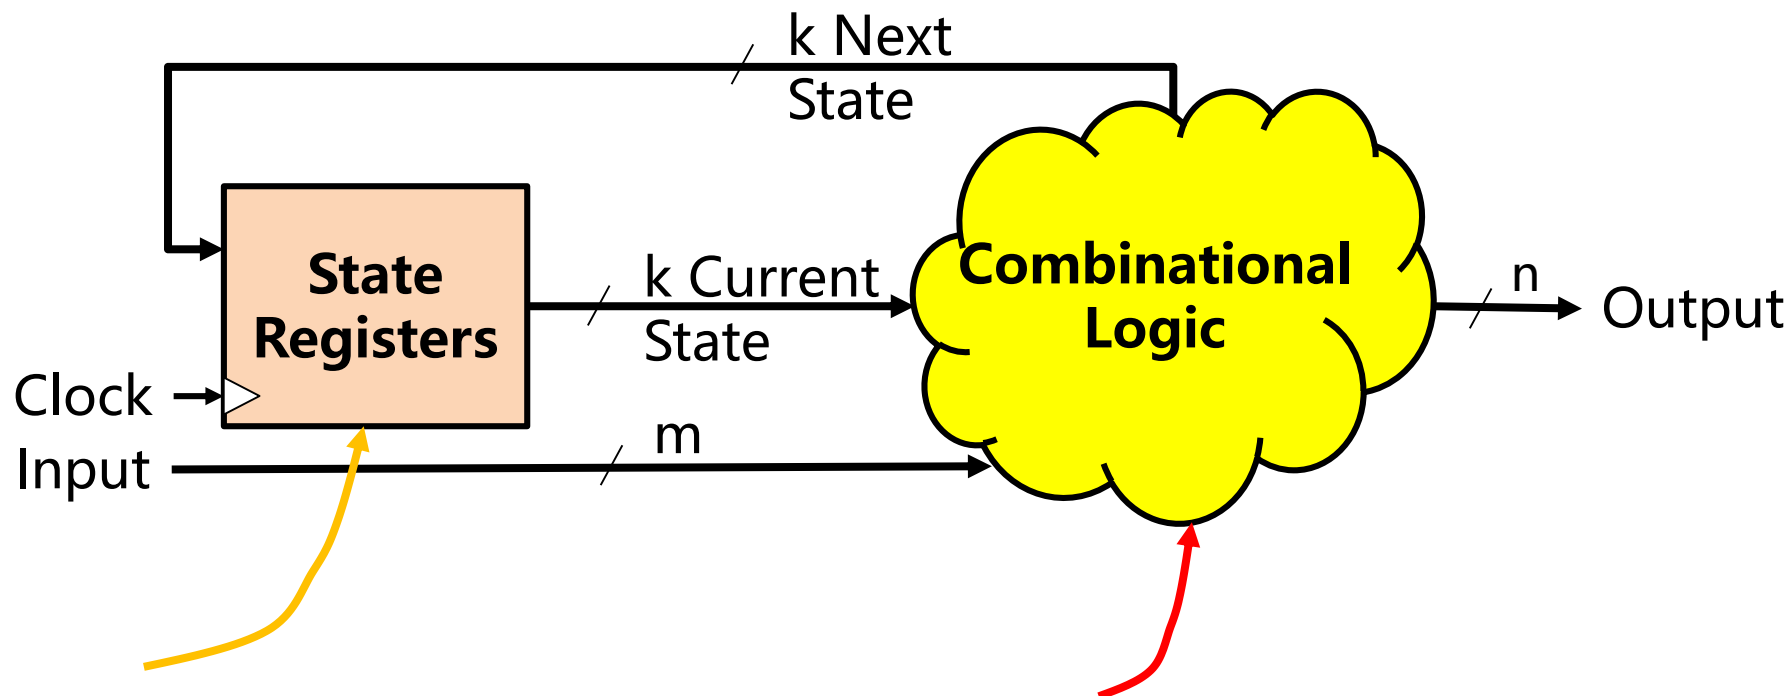 k Next
State
State
Registers
k Current
State
Combinational
Logic
n
Output
Clock
Input
m